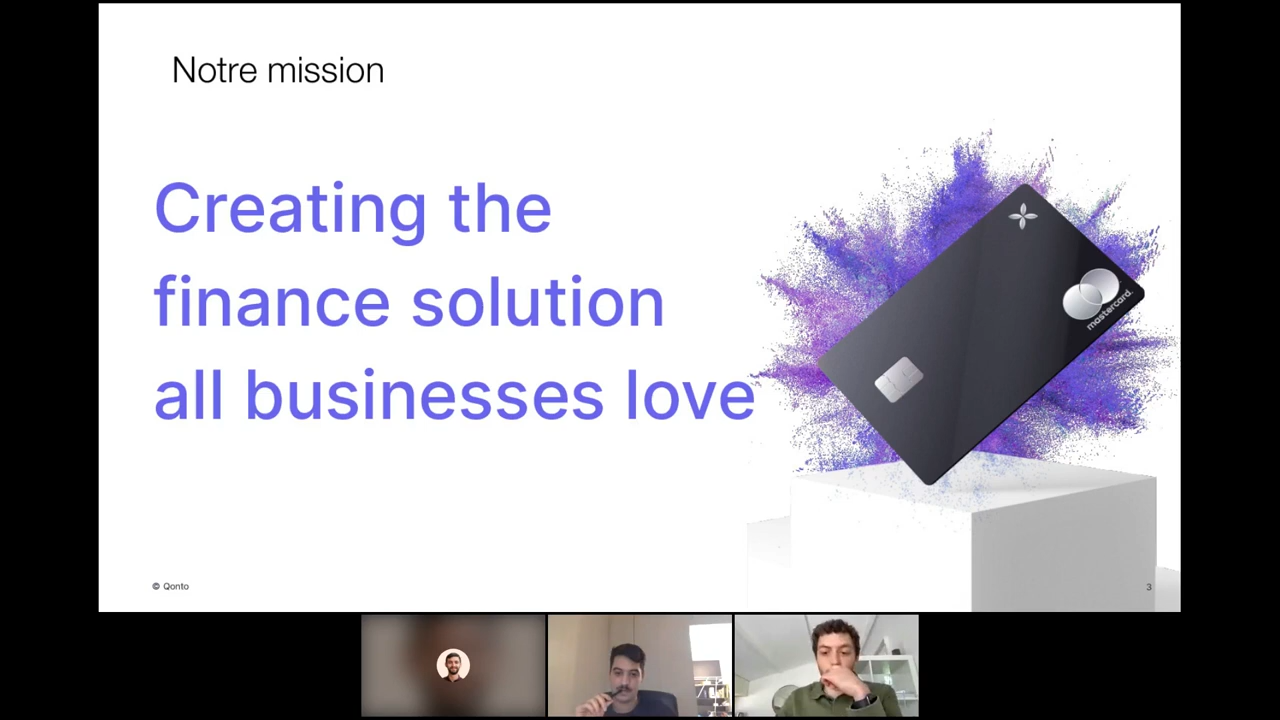 Notre mission
Creating the
finance solution
all businesses love
mastercard.
© Qonto
3